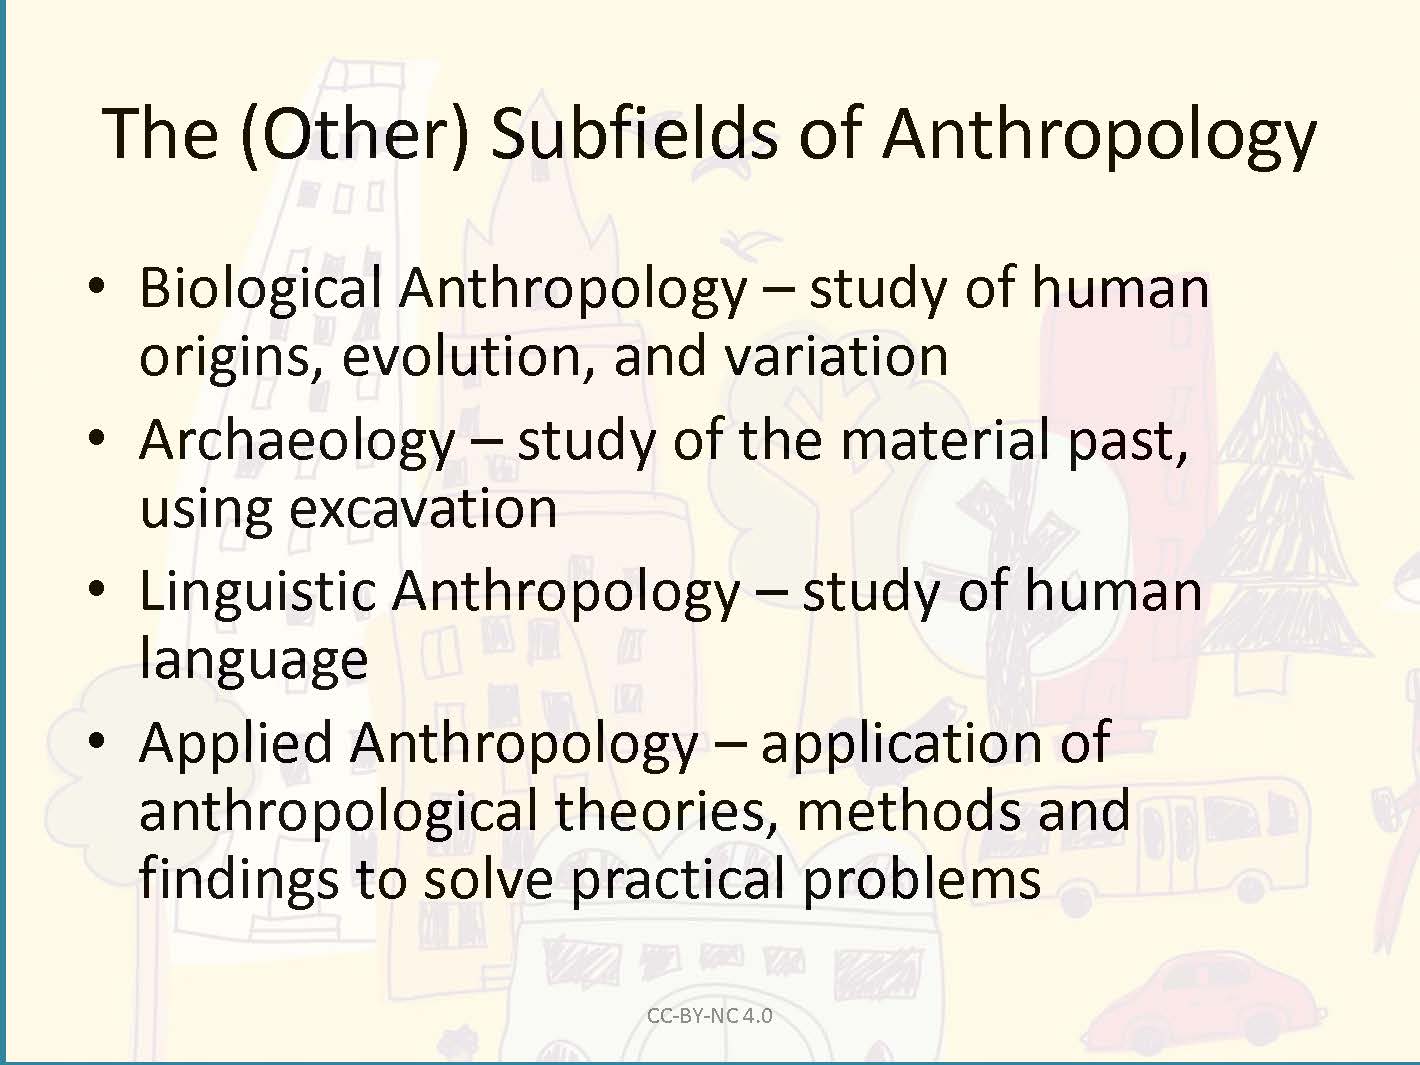 The (Other) Subfields of Anthropology
• Biological Anthropology – study of human
origins, evolution, and variation
• Archaeology – study of the material past,
using excavation
• Linguistic Anthropology – study of human
language
• Applied Anthropology – application of
anthropological theories, methods and
findings to solve practical problems
CC-BY-NC 4.0